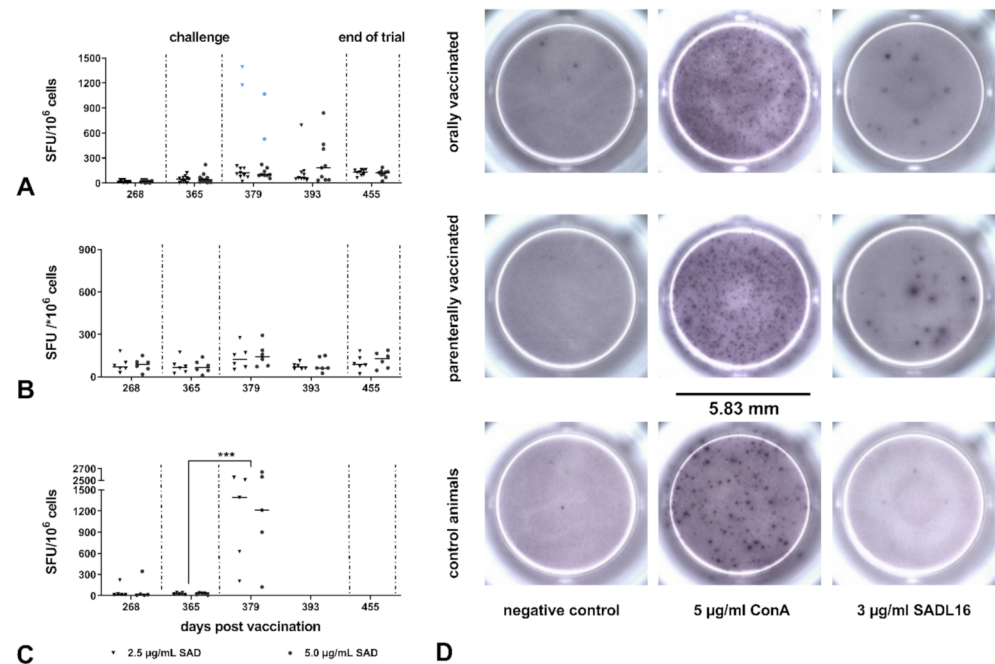 challenge end of trial
SFU/10⁶ cells
1500
1200
900
600
300
0
268 365 379 393 455
A
SFU /*10⁶ cells
900
600
300
0
268 365 379 393 455
B
***
SFU/10⁶ cells
2700
2500
1500
1200
900
600
300
0
268 365 379 393 455
days post vaccination
C
2.5 µg/mL SAD 5.0 µg/mL SAD
orally vaccinated
parenterally vaccinated
5.83 mm
control animals
negative control 5 µg/ml ConA 3 µg/ml SADL16
D